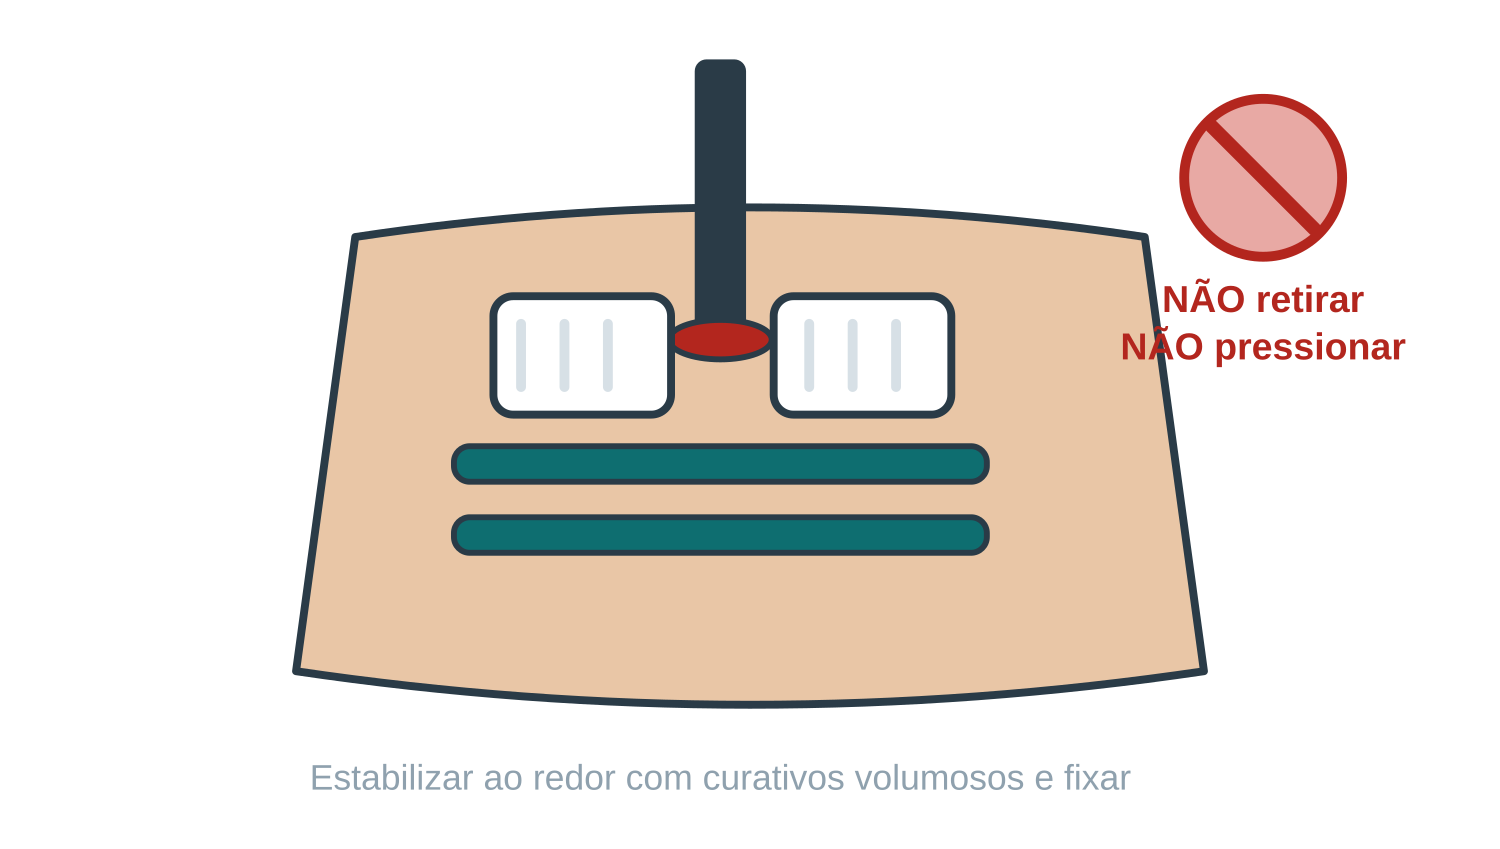 NÃO retirar
NÃO pressionar
Estabilizar ao redor com curativos volumosos e fixar